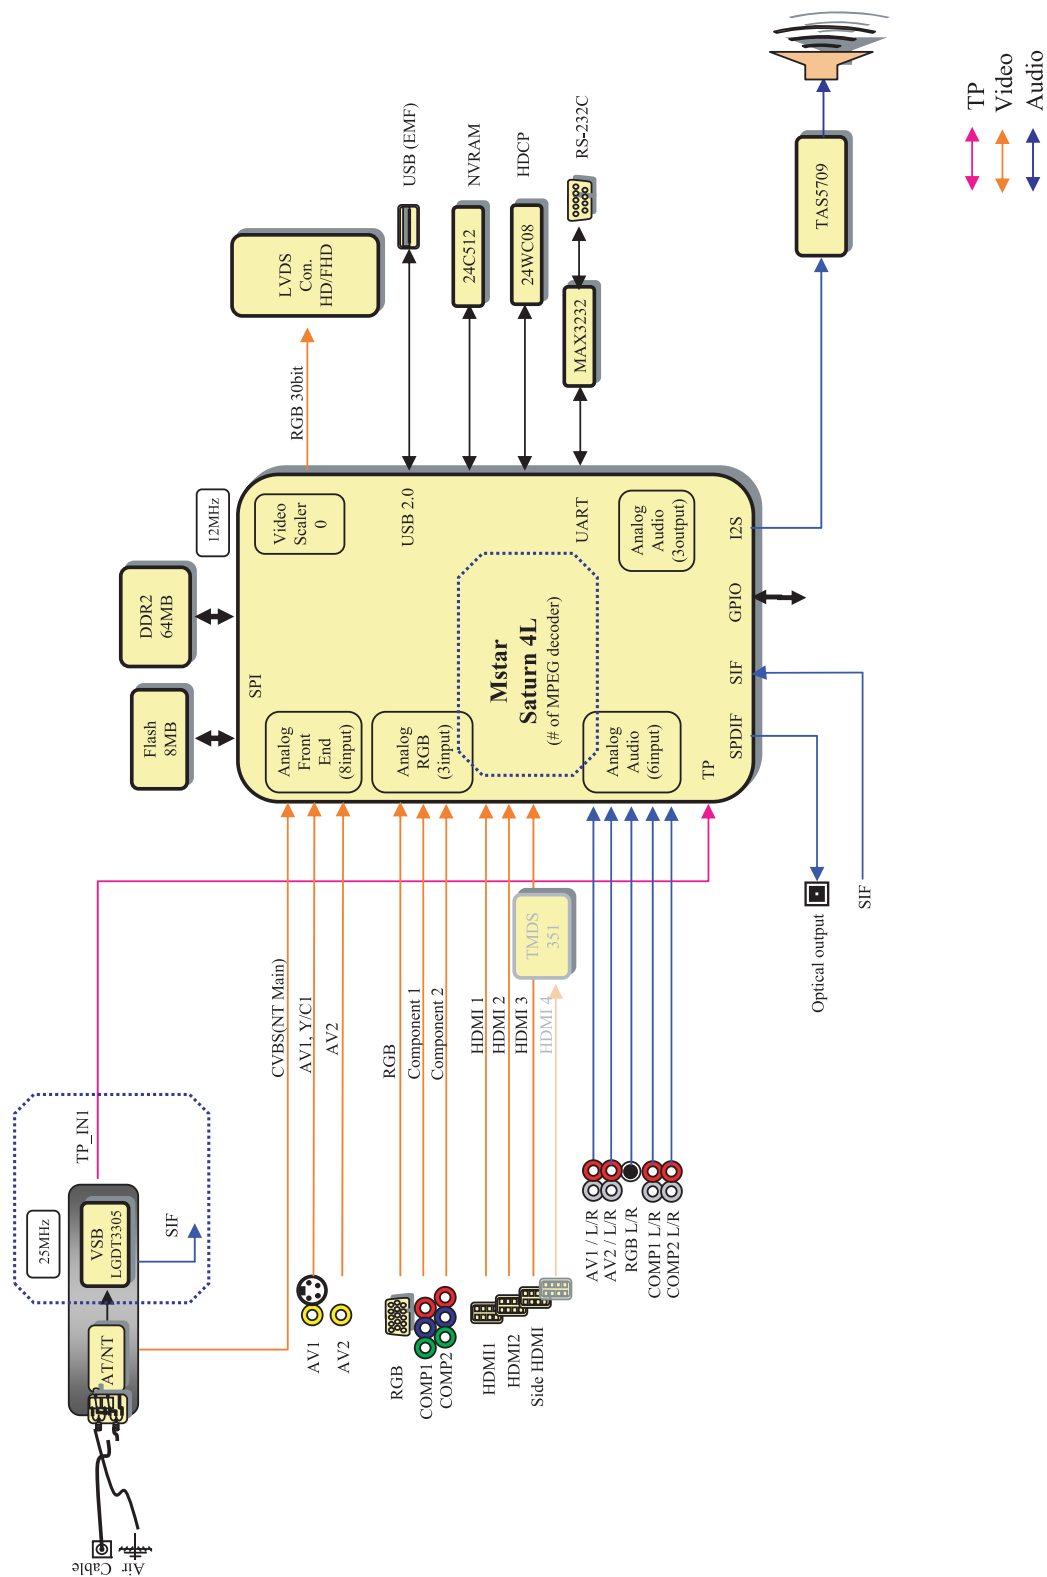 Air
Cable
AT/NT
VSB
LGDT3305
25MHz
SIF
TP_IN1
CVBS(NT Main)
AV1, Y/C1
AV2
RGB
Component 1
Component 2
HDMI 1
HDMI 2
HDMI 3
HDMI 4
TMDS
351
AV1
AV2
RGB
COMP1
COMP2
HDMI1
HDMI2
Side HDMI
AV1 / L/R
AV2 / L/R
RGB L/R
COMP1 L/R
COMP2 L/R
Flash
8MB
DDR2
64MB
12MHz
SPI
Analog
Front
End
(8input)
Analog
RGB
(3input)
Mstar
Saturn 4L
(# of MPEG decoder)
Analog
Audio
(6input)
TP
Video
Scaler
0
USB 2.0
UART
Analog
Audio
(3output)
SPDIF
SIF
GPIO
I2S
RGB 30bit
LVDS
Con.
HD/FHD
USB (EMF)
24C512
NVRAM
24WC08
HDCP
MAX3232
RS-232C
TAS5709
Optical output
SIF
TP
Video
Audio